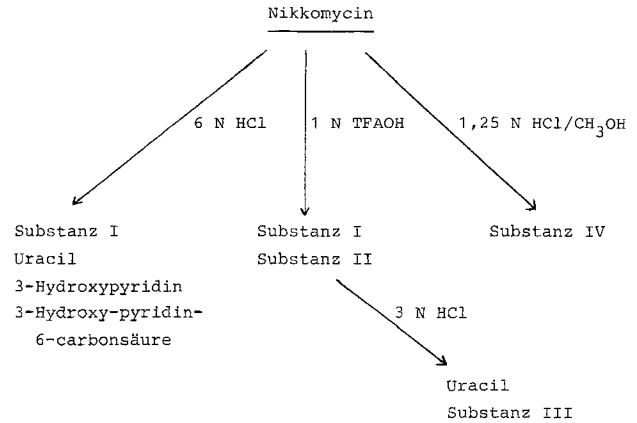 Nikkomycin
6 N HCl
1 N TFAOH
1,25 N HCl/CH3OH
Substanz I
Uracil
3-Hydroxypyridin
3-Hydroxy-pyridin-
6-carbonsäure
Substanz I
Substanz II
Substanz IV
3 N HCl
Uracil
Substanz III